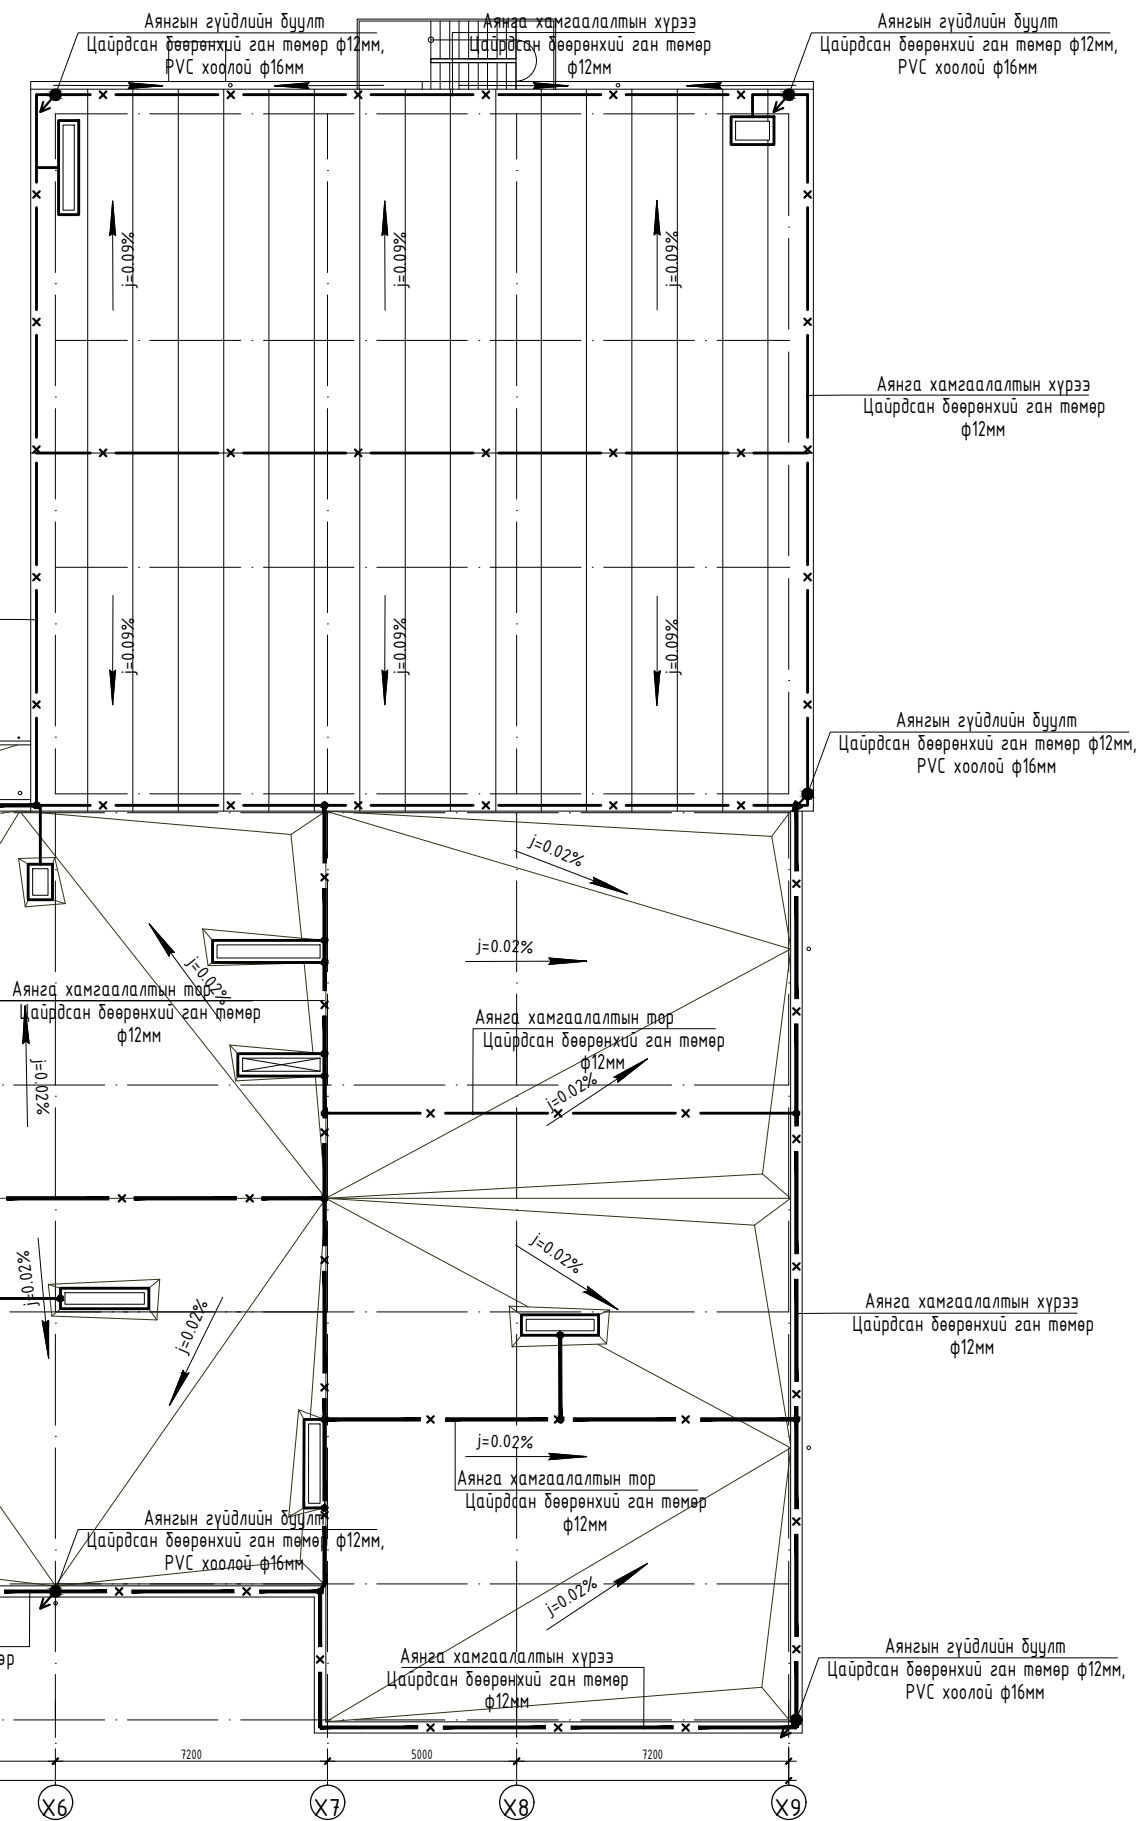 Аянгын гүйдлийн буулт
Цайрдсан бөөрөнхий ган төмөр ф12мм,
PVC хоолой ф16мм
Аянга хамгаалалтын хүрээ
Цайрдсан бөөрөнхий ган төмөр
ф12мм
Аянгын гүйдлийн буулт
Цайрдсан бөөрөнхий ган төмөр ф12мм,
PVC хоолой ф16мм
j=0.09%
j=0.09%
j=0.09%
Аянга хамгаалалтын хүрээ
Цайрдсан бөөрөнхий ган төмөр
ф12мм
j=0.09%
j=0.09%
j=0.09%
Аянгын гүйдлийн буулт
Цайрдсан бөөрөнхий ган төмөр ф12мм,
PVC хоолой ф16мм
j=0.02%
j=0.02%
j=0.02%
Аянга хамгаалалтын тор
Цайрдсан бөөрөнхий ган төмөр
ф12мм
Аянга хамгаалалтын тор
Цайрдсан бөөрөнхий ган төмөр
ф12мм
j=0.02%
j=0.02%
j=0.02%
j=0.02%
j=0.02%
Аянга хамгаалалтын хүрээ
Цайрдсан бөөрөнхий ган төмөр
ф12мм
j=0.02%
Аянга хамгаалалтын тор
Цайрдсан бөөрөнхий ган төмөр
ф12мм
Аянгын гүйдлийн буулт
Цайрдсан бөөрөнхий ган төмөр ф12мм,
PVC хоолой ф16мм
j=0.02%
өр
Аянга хамгаалалтын хүрээ
Цайрдсан бөөрөнхий ган төмөр
ф12мм
Аянгын гүйдлийн буулт
Цайрдсан бөөрөнхий ган төмөр ф12мм,
PVC хоолой ф16мм
7200
5000
7200
X6
X7
X8
X9